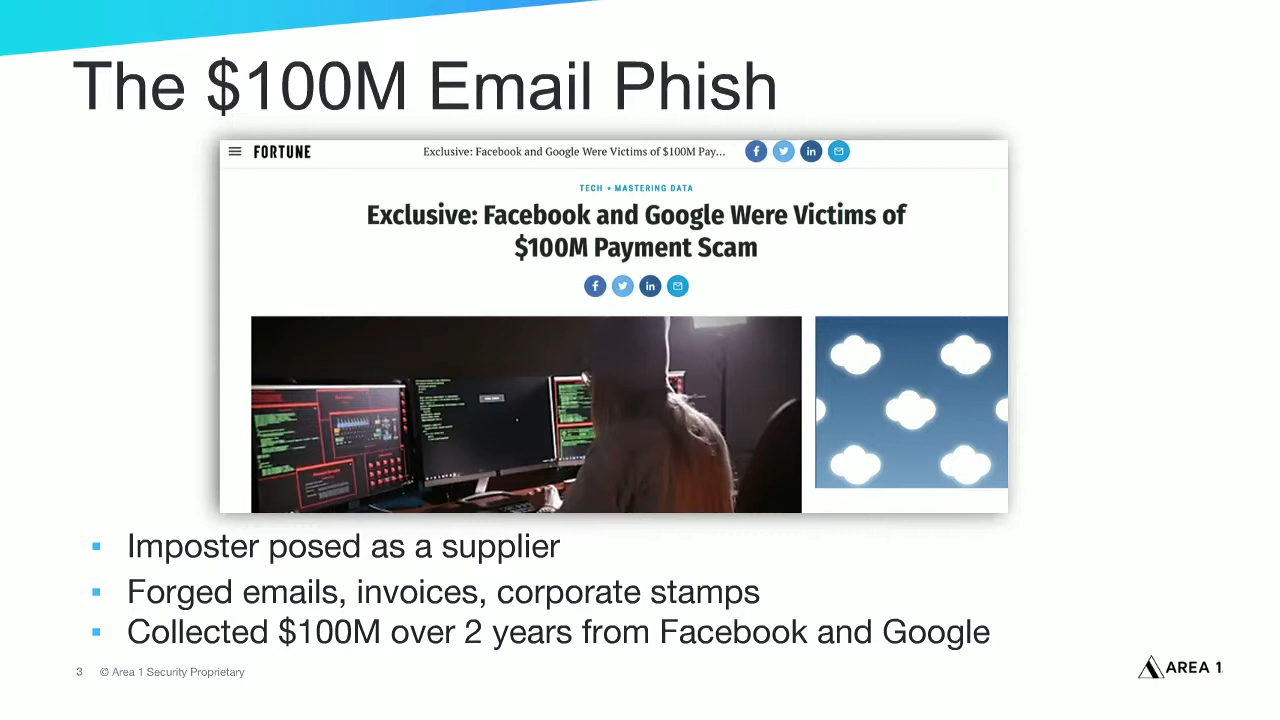 The $100M Email Phish
FORTUNE
Exclusive: Facebook and Google Were Victims of $100M Pay...
TECH • MASTERING DATA
Exclusive: Facebook and Google Were Victims of
$100M Payment Scam
▪ Imposter posed as a supplier
▪ Forged emails, invoices, corporate stamps
▪ Collected $100M over 2 years from Facebook and Google
3 © Area 1 Security Proprietary
AREA 1